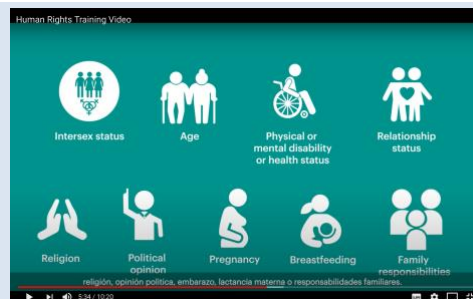 Human Rights Training Video
Intersex status
Age
Physical or
mental disability
or health status
Relationship
status
Religion
Political
opinion
Pregnancy
Breastfeeding
Family
responsibilities
religión, opinión política, embarazo, lactancia materna o responsabilidades familiares.
5:34 / 10:20